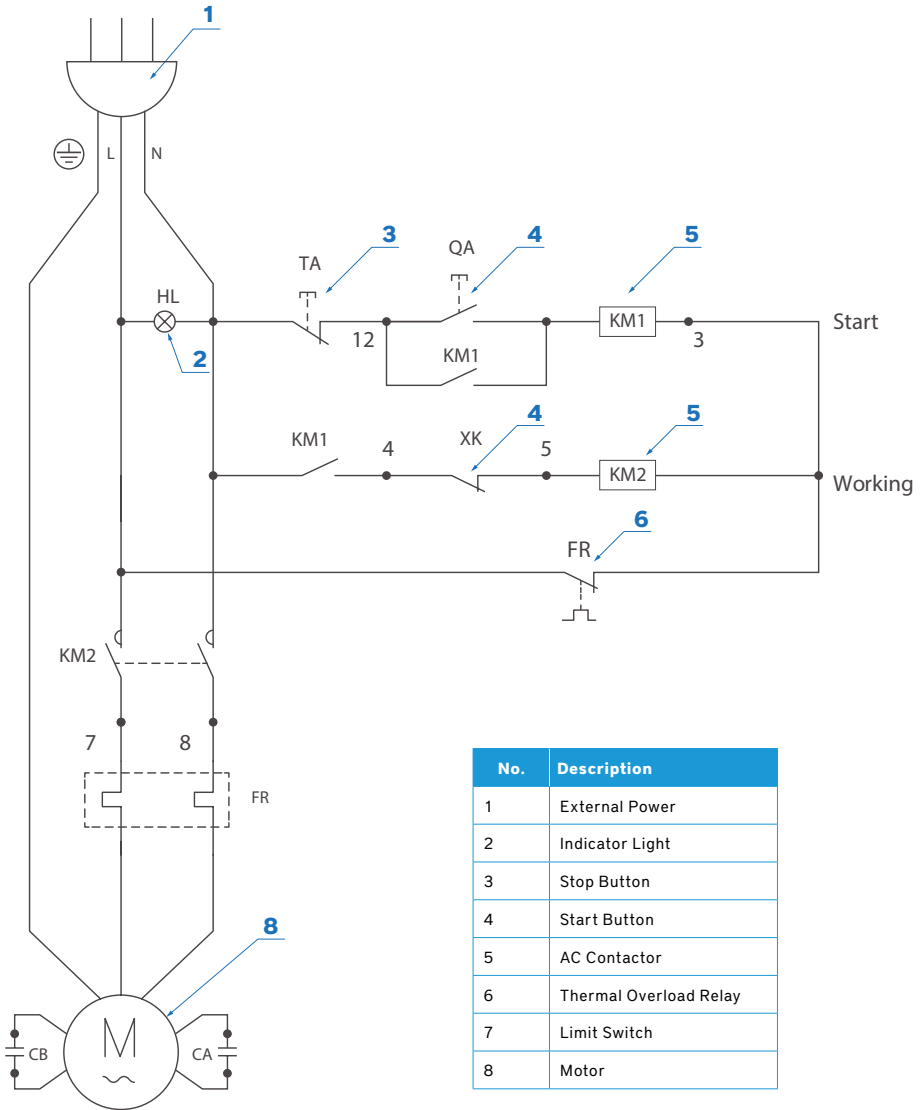 1
L
N
TA
3
QA
4
5
HL
KM1
Start
12
3
2
KM1
KM1
4
XK
4
5
5
KM2
Working
FR
6
KM2
7
8
FR
No. Description
1 External Power
2 Indicator Light
3 Stop Button
4 Start Button
5 AC Contactor
6 Thermal Overload Relay
7 Limit Switch
8 Motor
8
M
CB
CA